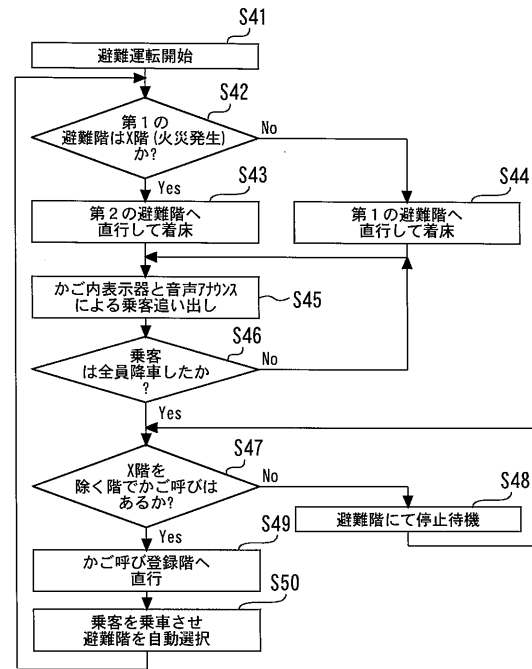 S41
避難運転開始
S42
第1の
避難階はX階(火災発生)
か?
No
Yes
S43
第2の避難階へ
直行して着床
S44
第1の避難階へ
直行して着床
かご内表示器と音声アナウンス
による乗客追い出し
S45
S46
乗客
は全員降車したか
?
No
Yes
S47
X階を
除く階でかご呼びは
あるか?
No
Yes
S48
避難階にて停止待機
S49
かご呼び登録階へ
直行
S50
乗客を乗車させ
避難階を自動選択